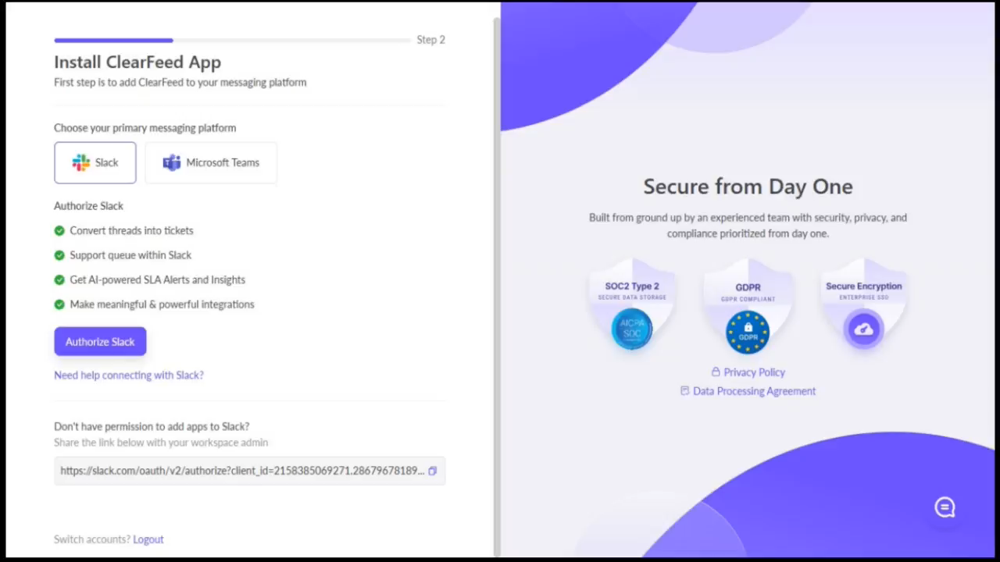 Step 2
Install ClearFeed App
First step is to add ClearFeed to your messaging platform
Choose your primary messaging platform
Slack
Microsoft Teams
Authorize Slack
Convert threads into tickets
Support queue within Slack
Get AI-powered SLA Alerts and Insights
Make meaningful & powerful integrations
Authorize Slack
Need help connecting with Slack?
Don't have permission to add apps to Slack?
Share the link below with your workspace admin
https://slack.com/oauth/v2/authorize?client_id=2158385069271.28679678189...
Switch accounts? Logout
Secure from Day One
Built from ground up by an experienced team with security, privacy, and
compliance prioritized from day one.
SOC2 Type 2
SECURE DATA STORAGE
AICPA
SOC
GDPR
GDPR COMPLIANT
GDPR
Secure Encryption
ENTERPRISE SSO
Privacy Policy
Data Processing Agreement